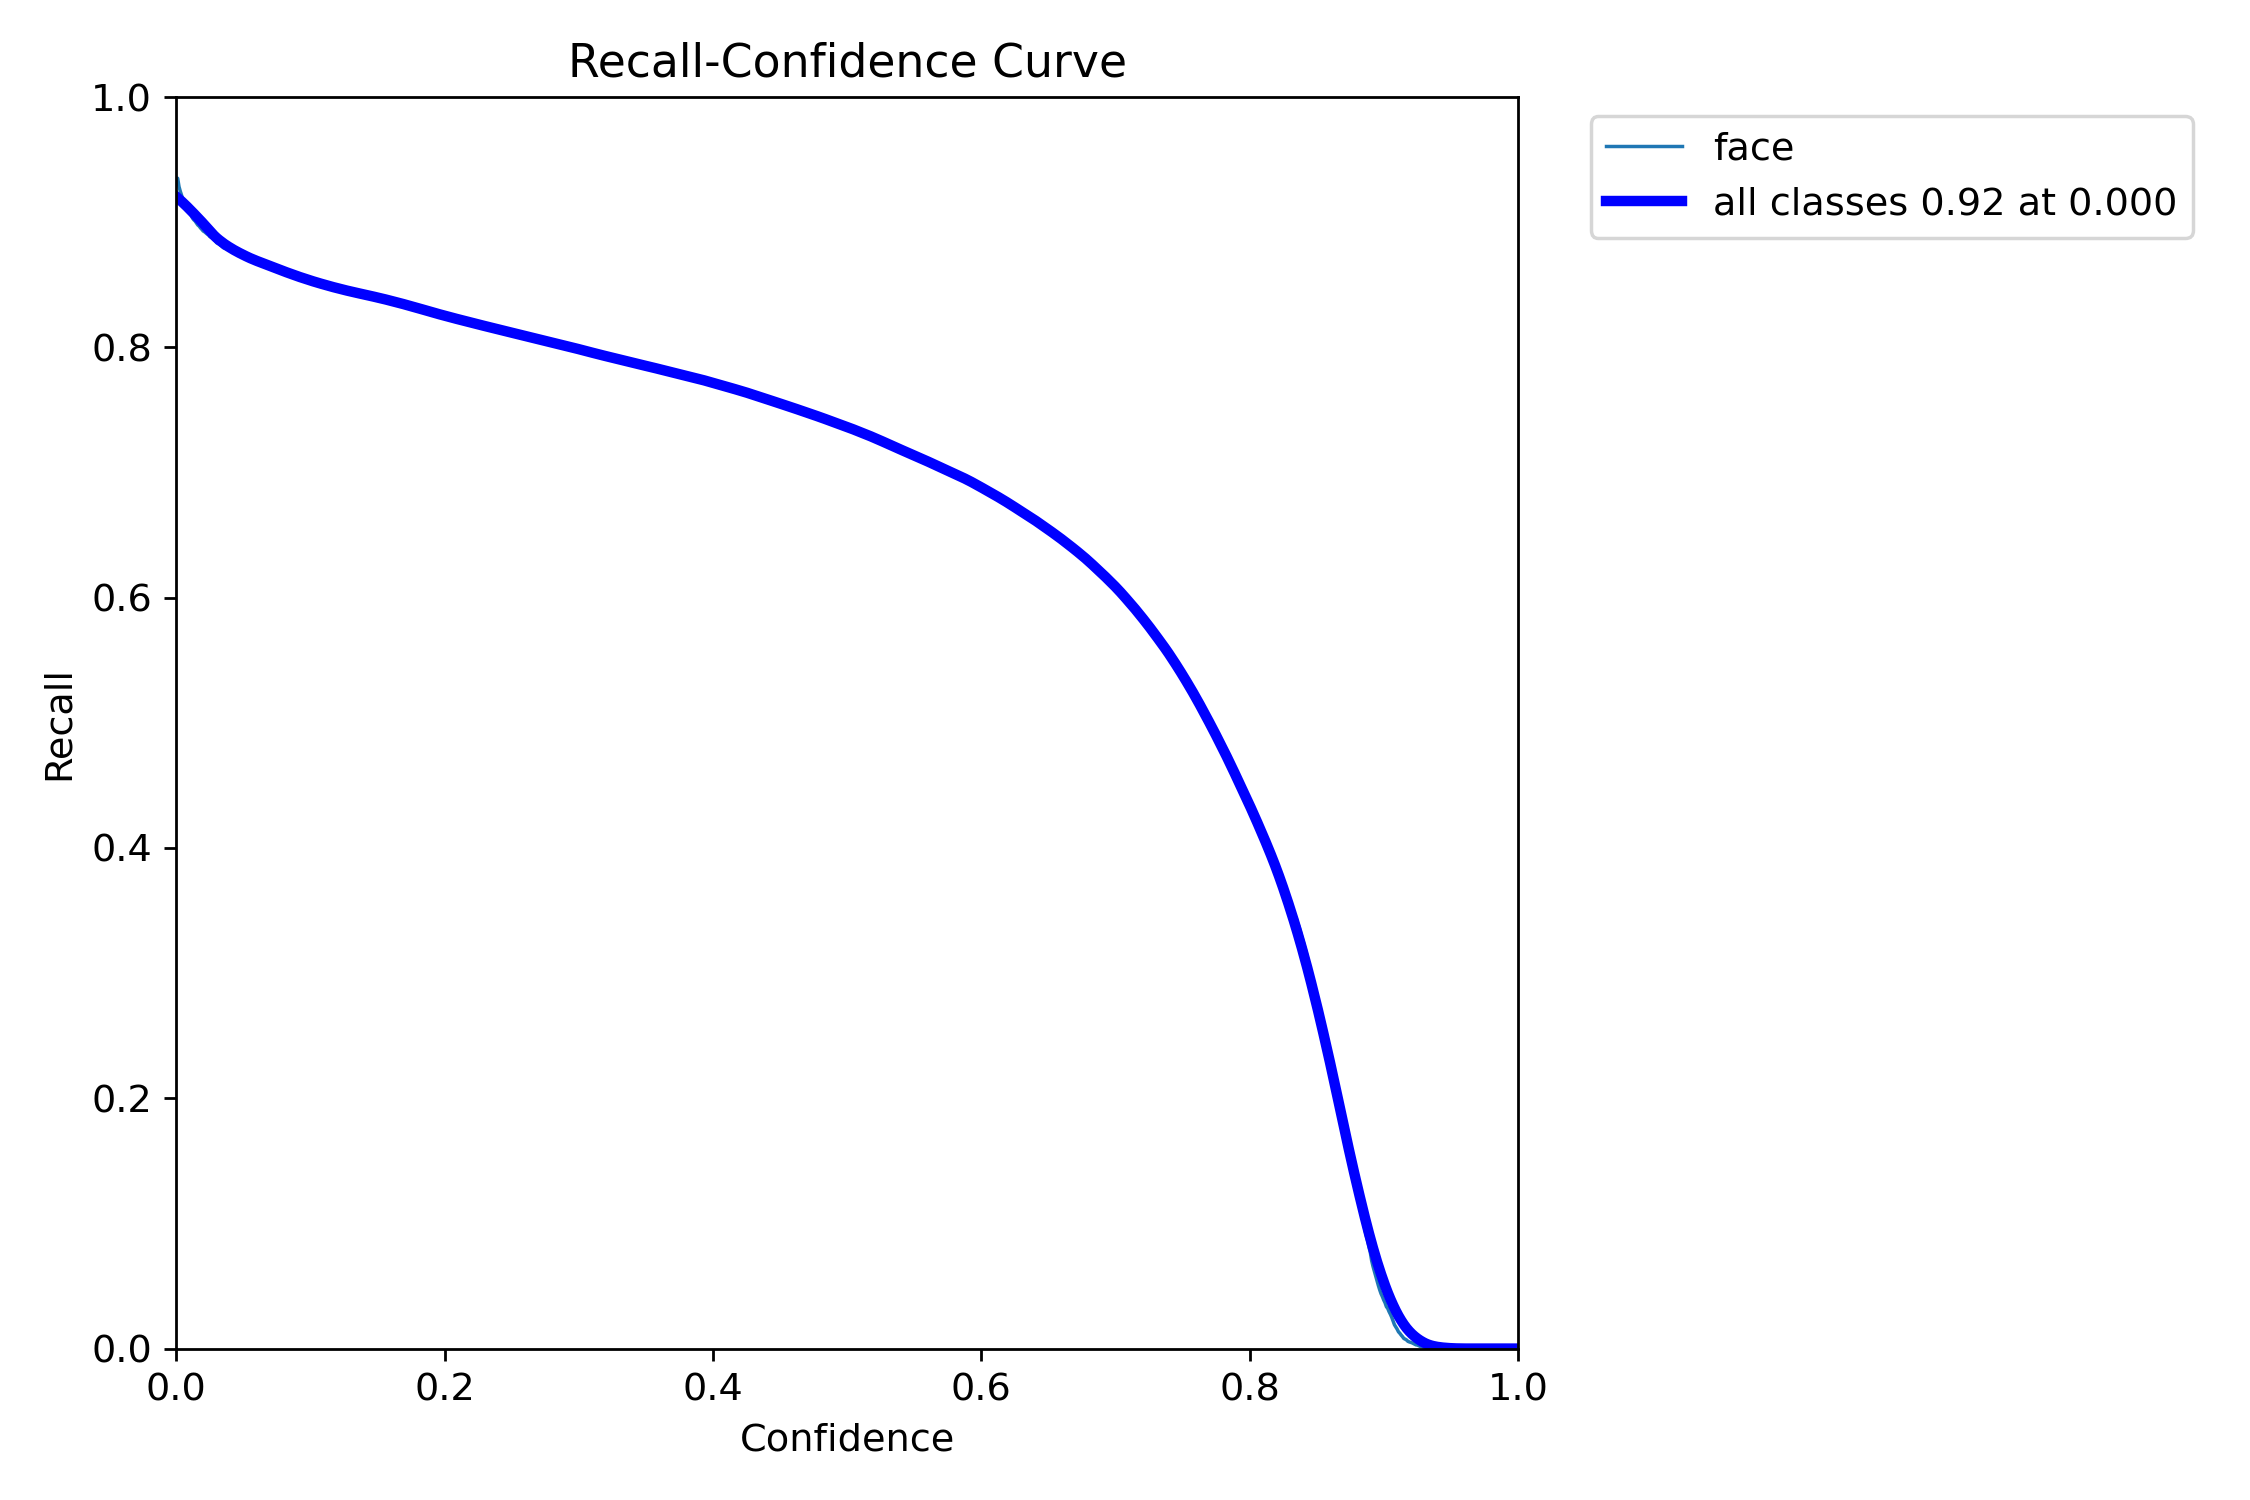 Recall-Confidence Curve
1.0
0.8
0.6
0.4
0.2
0.0
Recall
0.0 0.2 0.4 0.6 0.8 1.0
Confidence
face
all classes 0.92 at 0.000